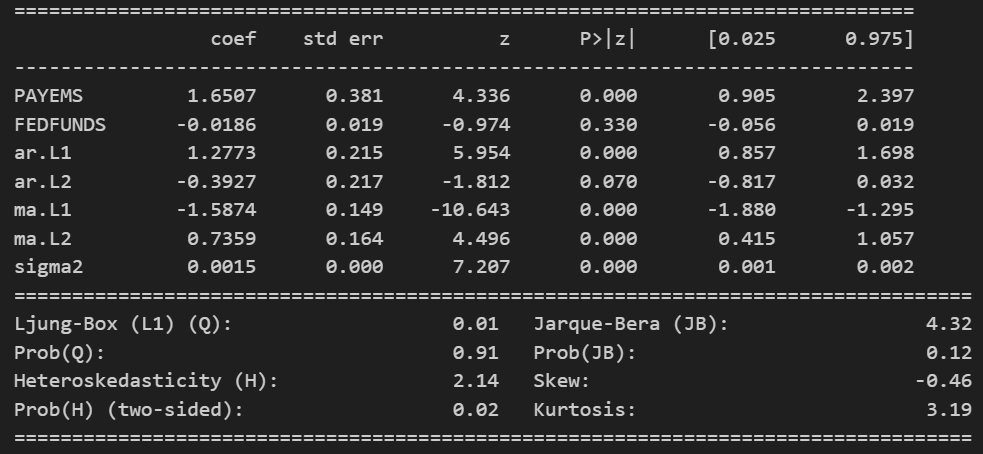 ==============================================================================
                 coef    std err          z      P>|z|      [0.025      0.975]
------------------------------------------------------------------------------
PAYEMS         1.6507      0.381      4.336      0.000       0.905       2.397
FEDFUNDS      -0.0186      0.019     -0.974      0.330      -0.056       0.019
ar.L1          1.2773      0.215      5.954      0.000       0.857       1.698
ar.L2         -0.3927      0.217     -1.812      0.070      -0.817       0.032
ma.L1         -1.5874      0.149    -10.643      0.000      -1.880      -1.295
ma.L2          0.7359      0.164      4.496      0.000       0.415       1.057
sigma2         0.0015      0.000      7.207      0.000       0.001       0.002
===================================================================================
Ljung-Box (L1) (Q):                   0.01   Jarque-Bera (JB):                 4.32
Prob(Q):                              0.91   Prob(JB):                         0.12
Heteroskedasticity (H):               2.14   Skew:                            -0.46
Prob(H) (two-sided):                  0.02   Kurtosis:                         3.19
===================================================================================